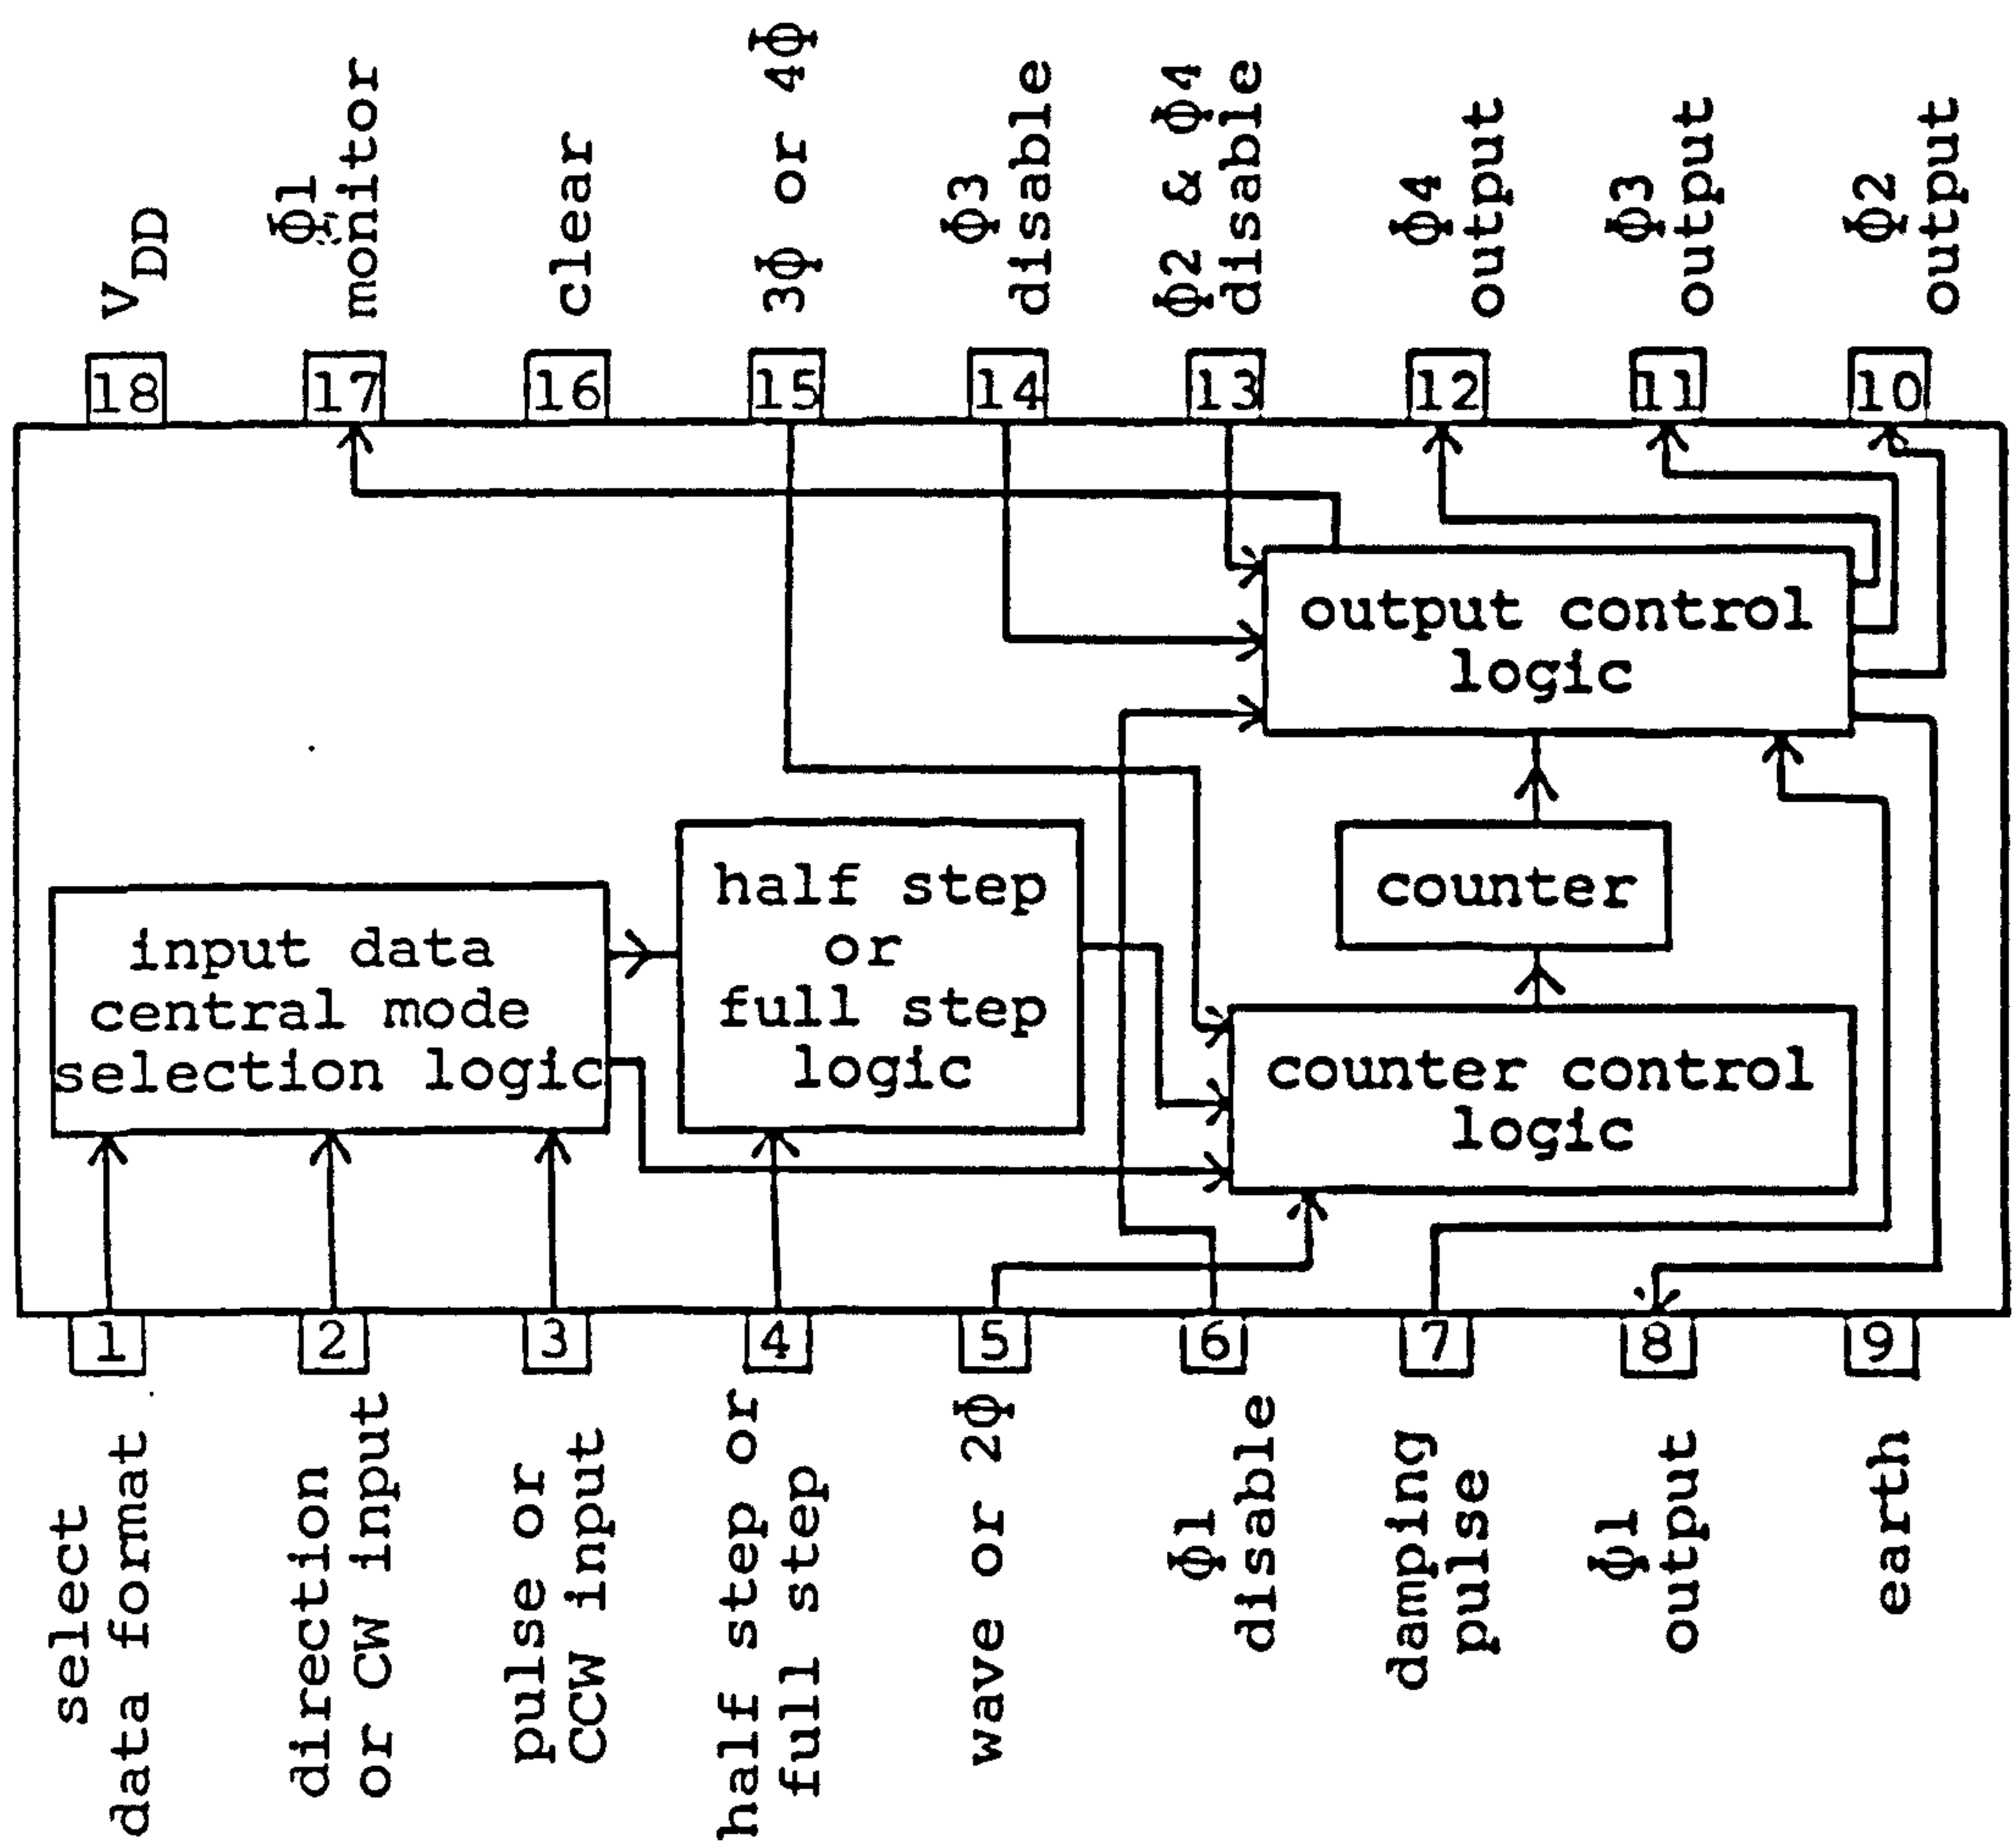 V DD
Φ1
monitor
clear
3Φ or 4Φ
Φ3
disable
Φ2 & Φ4
disable
Φ4
output
Φ3
output
Φ2
output
18
17
16
15
14
13
12
11
10
output control
logic
half step
or
full step
logic
counter
input data
central mode
selection logic
counter control
logic
1
2
3
4
5
6
7
8
9
select
data format
direction
or CW input
pulse or
CCW input
half step or
full step
wave or 2Φ
Φ1
disable
damping
pulse
Φ1
output
earth